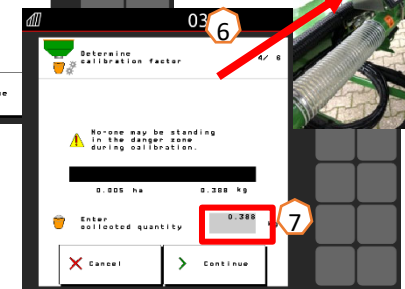 03
6
Determine
calibration factor
4/ 6
No-one may be standing
in the danger zone
during calibration.
0.005 ha
0.388 kg
Enter
collected quantity
0.388
7
Cancel
Continue